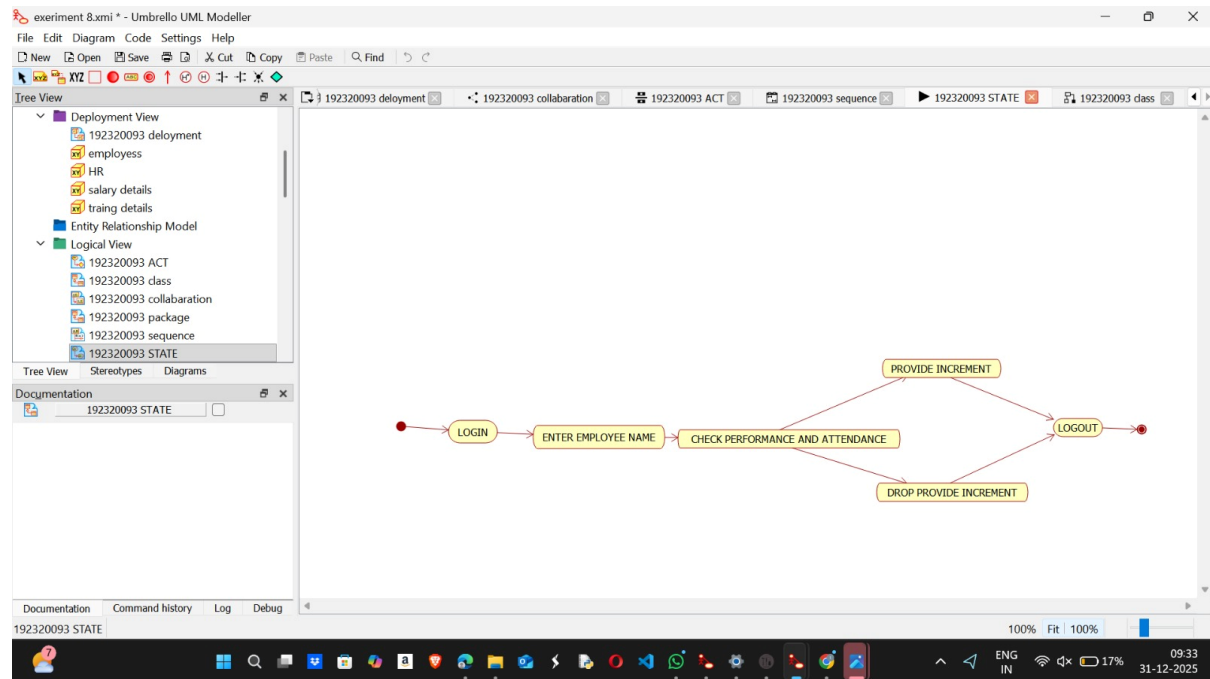 exeriment 8.xmi * - Umbrello UML Modeller
File Edit Diagram Code Settings Help
New Open Save Cut Copy Paste Find
XYZ
Tree View
192320093 deloyment 192320093 collabaration 192320093 ACT 192320093 sequence 192320093 STATE 192320093 class
Deployment View
192320093 deloyment
employess
HR
salary details
traing details
Entity Relationship Model
Logical View
192320093 ACT
192320093 class
192320093 collabaration
192320093 package
192320093 sequence
192320093 STATE
Tree View Stereotypes Diagrams
Documentation
192320093 STATE
PROVIDE INCREMENT
LOGIN
ENTER EMPLOYEE NAME
CHECK PERFORMANCE AND ATTENDANCE
LOGOUT
DROP PROVIDE INCREMENT
Documentation Command history Log Debug
192320093 STATE
100% Fit 100%
7
ENG
IN
17%
09:33
31-12-2025